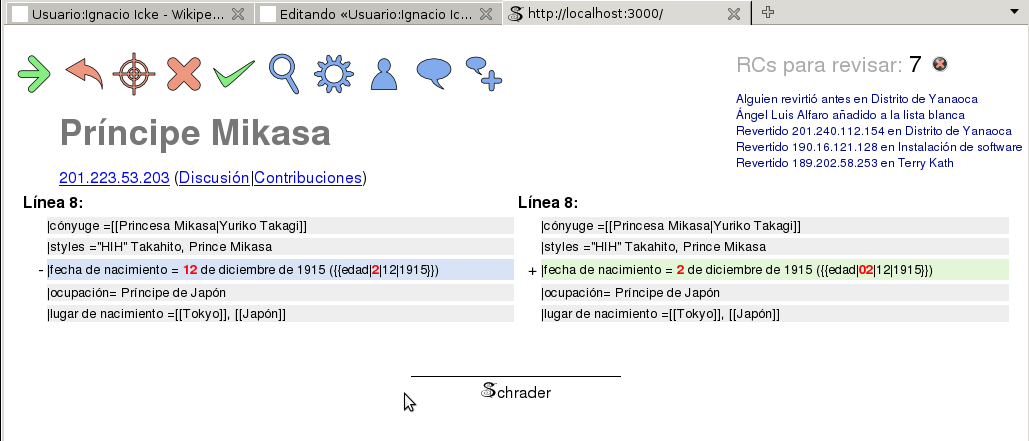 Usuario:Ignacio Icke - Wikipe... Editando «Usuario:Ignacio Ic... http://localhost:3000/
RCs para revisar: 7
Alguien revirtió antes en Distrito de Yanaoca
Ángel Luis Alfaro añadido a la lista blanca
Revertido 201.240.112.154 en Distrito de Yanaoca
Revertido 190.16.121.128 en Instalación de software
Revertido 189.202.58.253 en Terry Kath
Príncipe Mikasa
201.223.53.203 (Discusión|Contribuciones)
Línea 8:
|cónyuge =[[Princesa Mikasa|Yuriko Takagi]]
|styles ="HIH" Takahito, Prince Mikasa
- |fecha de nacimiento = 12 de diciembre de 1915 ({{edad|2|12|1915}})
|ocupación= Príncipe de Japón
|lugar de nacimiento =[[Tokyo]], [[Japón]]
Línea 8:
|cónyuge =[[Princesa Mikasa|Yuriko Takagi]]
|styles ="HIH" Takahito, Prince Mikasa
+ |fecha de nacimiento = 2 de diciembre de 1915 ({{edad|02|12|1915}})
|ocupación= Príncipe de Japón
|lugar de nacimiento =[[Tokyo]], [[Japón]]
Schrader